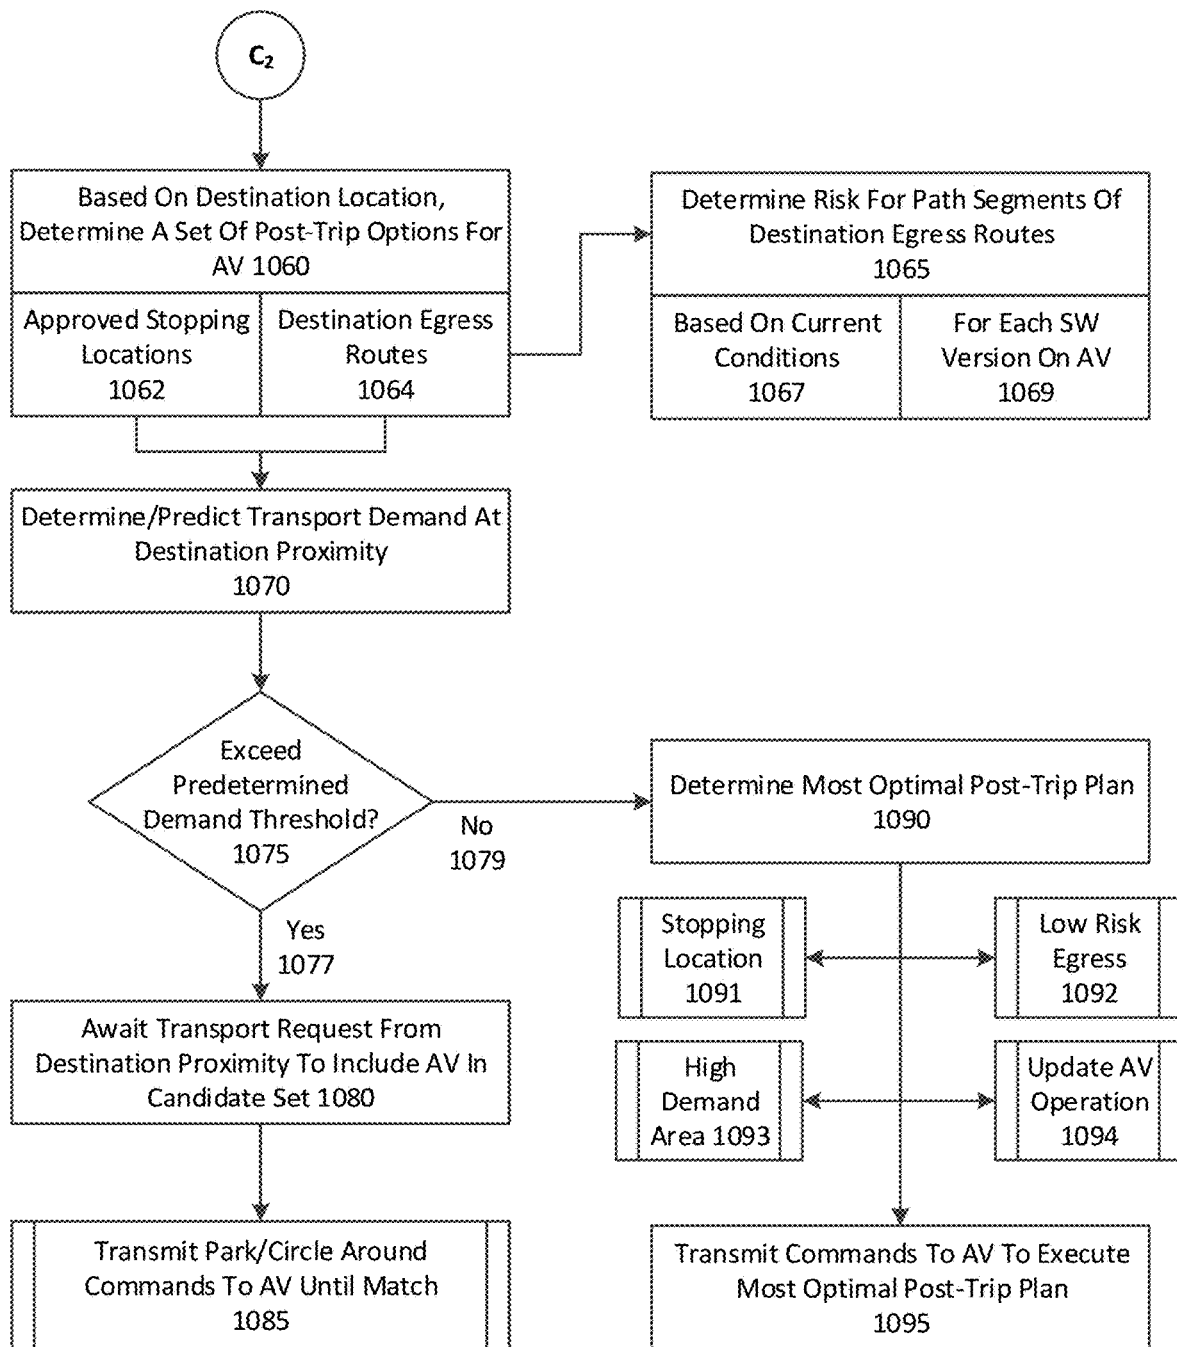 C₂
Based On Destination Location,
Determine A Set Of Post-Trip Options For
AV 1060
Approved Stopping
Locations
1062
Destination Egress
Routes
1064
Determine Risk For Path Segments Of
Destination Egress Routes
1065
Based On Current
Conditions
1067
For Each SW
Version On AV
1069
Determine/Predict Transport Demand At
Destination Proximity
1070
Exceed
Predetermined
Demand Threshold?
1075
No
1079
Yes
1077
Determine Most Optimal Post-Trip Plan
1090
Stopping
Location
1091
Low Risk
Egress
1092
High
Demand
Area 1093
Update AV
Operation
1094
Await Transport Request From
Destination Proximity To Include AV In
Candidate Set 1080
Transmit Park/Circle Around
Commands To AV Until Match
1085
Transmit Commands To AV To Execute
Most Optimal Post-Trip Plan
1095